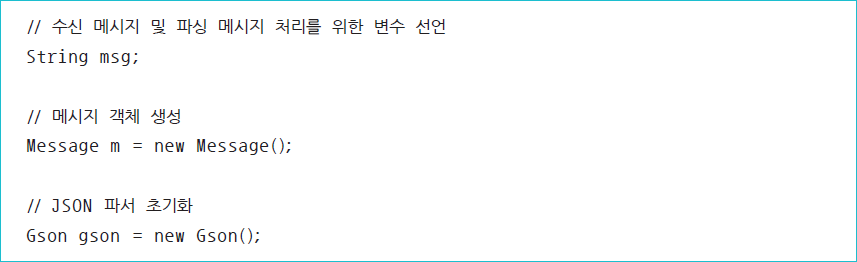 // 수신 메시지 및 파싱 메시지 처리를 위한 변수 선언
String msg;
// 메시지 객체 생성
Message m = new Message();
// JSON 파서 초기화
Gson gson = new Gson();